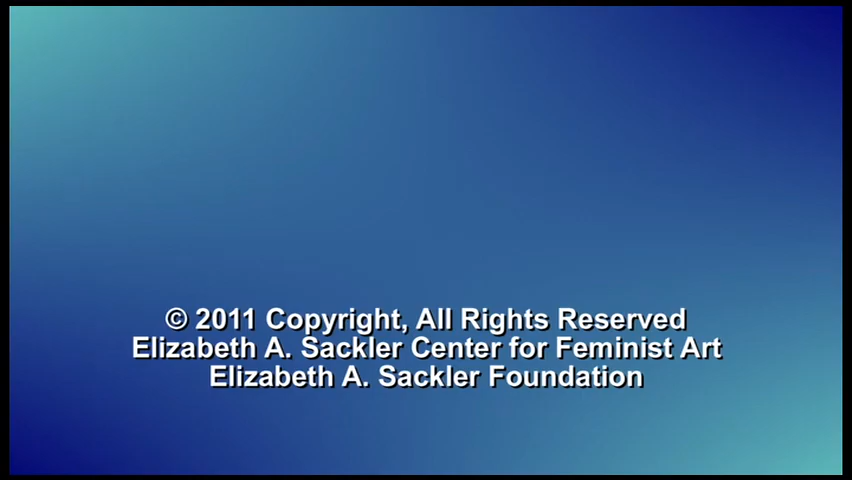 © 2011 Copyright, All Rights Reserved
Elizabeth A. Sackler Center for Feminist Art
Elizabeth A. Sackler Foundation